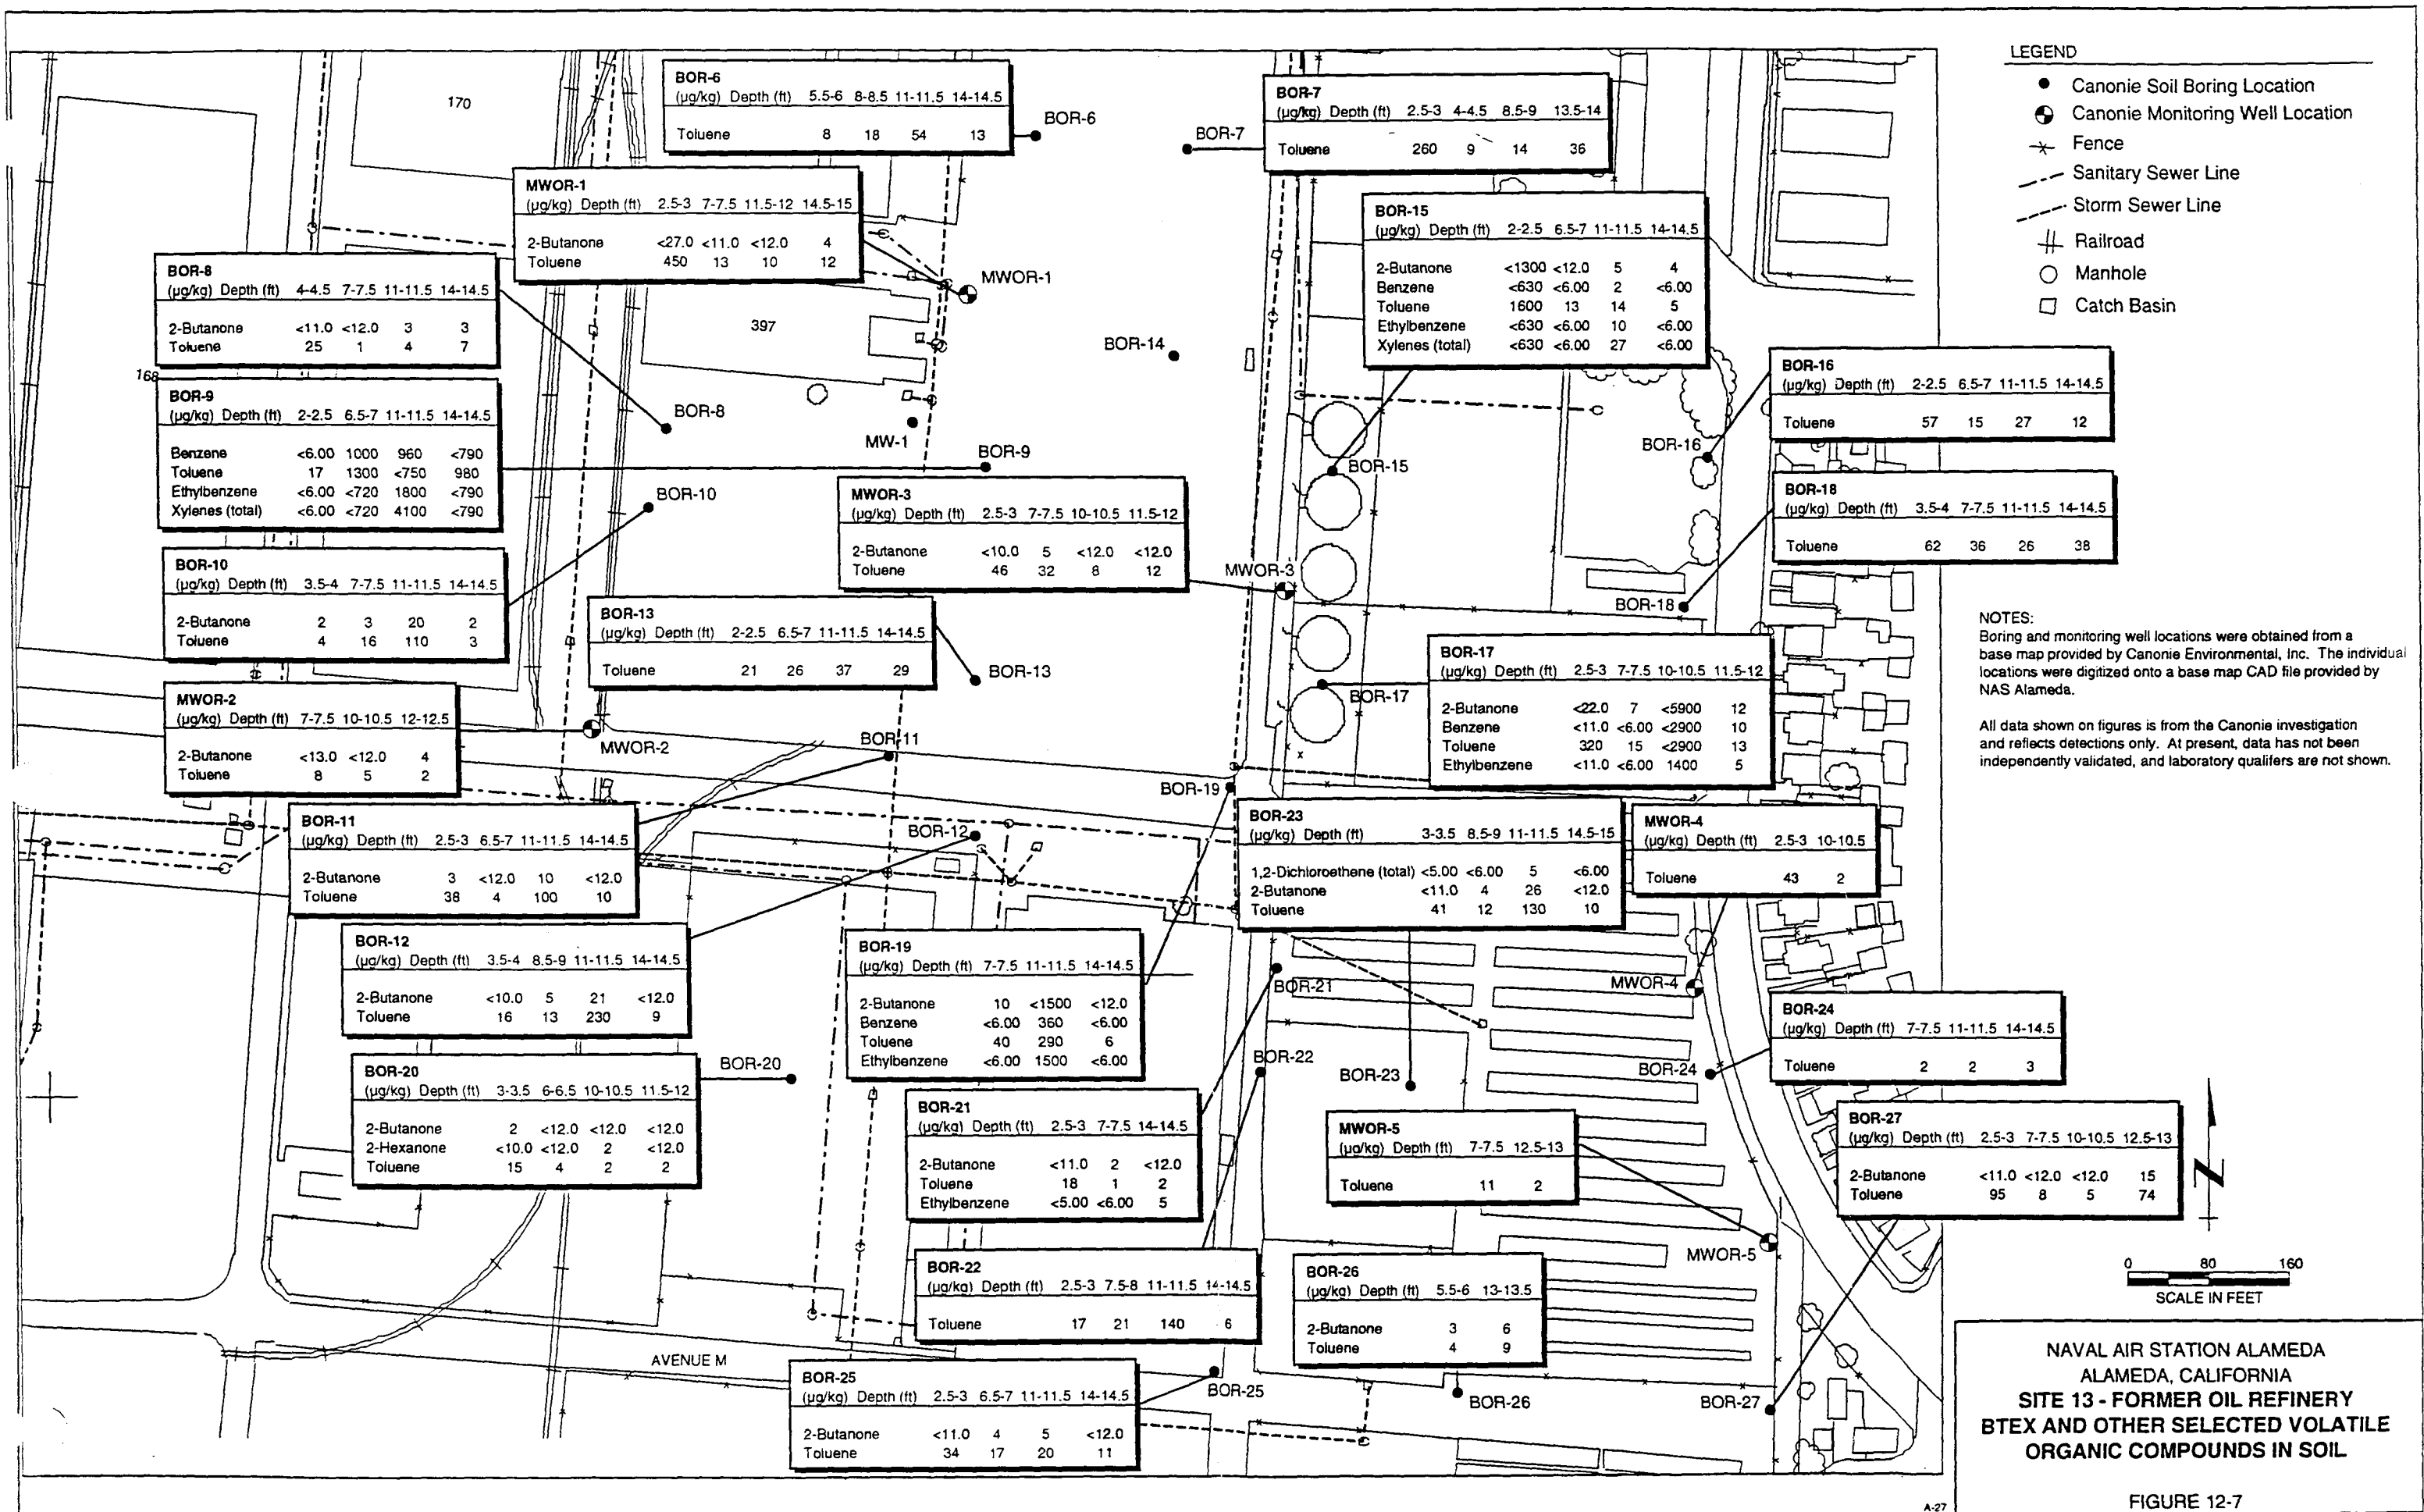 LEGEND
Canonie Soil Boring Location
Canonie Monitoring Well Location
Fence
Sanitary Sewer Line
Storm Sewer Line
Railroad
Manhole
Catch Basin
170
168
397
BOR-6
(µg/kg) Depth (ft) 5.5-6 8-8.5 11-11.5 14-14.5
Toluene 8 18 54 13
BOR-6
BOR-7
BOR-7
(µg/kg) Depth (ft) 2.5-3 4-4.5 8.5-9 13.5-14
Toluene 260 9 14 36
MWOR-1
(µg/kg) Depth (ft) 2.5-3 7-7.5 11.5-12 14.5-15
2-Butanone <27.0 <11.0 <12.0 4
Toluene 450 13 10 12
MWOR-1
BOR-15
(µg/kg) Depth (ft) 2-2.5 6.5-7 11-11.5 14-14.5
2-Butanone <1300 <12.0 5 4
Benzene <630 <6.00 2 <6.00
Toluene 1600 13 14 5
Ethylbenzene <630 <6.00 10 <6.00
Xylenes (total) <630 <6.00 27 <6.00
BOR-8
(µg/kg) Depth (ft) 4-4.5 7-7.5 11-11.5 14-14.5
2-Butanone <11.0 <12.0 3 3
Toluene 25 1 4 7
BOR-14
BOR-16
(µg/kg) Depth (ft) 2-2.5 6.5-7 11-11.5 14-14.5
Toluene 57 15 27 12
BOR-9
(µg/kg) Depth (ft) 2-2.5 6.5-7 11-11.5 14-14.5
Benzene <6.00 1000 960 <790
Toluene 17 1300 <750 980
Ethylbenzene <6.00 <720 1800 <790
Xylenes (total) <6.00 <720 4100 <790
BOR-8
MW-1
BOR-9
BOR-15
BOR-16
BOR-10
MWOR-3
(µg/kg) Depth (ft) 2.5-3 7-7.5 10-10.5 11.5-12
2-Butanone <10.0 5 <12.0 <12.0
Toluene 46 32 8 12
MWOR-3
BOR-18
(µg/kg) Depth (ft) 3.5-4 7-7.5 11-11.5 14-14.5
Toluene 62 36 26 38
BOR-18
BOR-10
(µg/kg) Depth (ft) 3.5-4 7-7.5 11-11.5 14-14.5
2-Butanone 2 3 20 2
Toluene 4 16 110 3
BOR-13
(µg/kg) Depth (ft) 2-2.5 6.5-7 11-11.5 14-14.5
Toluene 21 26 37 29
BOR-13
BOR-17
BOR-17
(µg/kg) Depth (ft) 2.5-3 7-7.5 10-10.5 11.5-12
2-Butanone <22.0 7 <5900 12
Benzene <11.0 <6.00 <2900 10
Toluene 320 15 <2900 13
Ethylbenzene <11.0 <6.00 1400 5
NOTES:
Boring and monitoring well locations were obtained from a
base map provided by Canonie Environmental, Inc. The individual
locations were digitized onto a base map CAD file provided by
NAS Alameda.
All data shown on figures is from the Canonie investigation
and reflects detections only. At present, data has not been
independently validated, and laboratory qualifers are not shown.
MWOR-2
(µg/kg) Depth (ft) 7-7.5 10-10.5 12-12.5
2-Butanone <13.0 <12.0 4
Toluene 8 5 2
MWOR-2
BOR-11
BOR-19
BOR-12
BOR-11
(µg/kg) Depth (ft) 2.5-3 6.5-7 11-11.5 14-14.5
2-Butanone 3 <12.0 10 <12.0
Toluene 38 4 100 10
BOR-23
(µg/kg) Depth (ft) 3-3.5 8.5-9 11-11.5 14.5-15
1,2-Dichloroethene (total) <5.00 <6.00 5 <6.00
2-Butanone <11.0 4 26 <12.0
Toluene 41 12 130 10
MWOR-4
(µg/kg) Depth (ft) 2.5-3 10-10.5
Toluene 43 2
BOR-12
(µg/kg) Depth (ft) 3.5-4 8.5-9 11-11.5 14-14.5
2-Butanone <10.0 5 21 <12.0
Toluene 16 13 230 9
BOR-19
(µg/kg) Depth (ft) 7-7.5 11-11.5 14-14.5
2-Butanone 10 <1500 <12.0
Benzene <6.00 360 <6.00
Toluene 40 290 6
Ethylbenzene <6.00 1500 <6.00
BOR-21
MWOR-4
BOR-24
(µg/kg) Depth (ft) 7-7.5 11-11.5 14-14.5
Toluene 2 2 3
BOR-20
(µg/kg) Depth (ft) 3-3.5 6-6.5 10-10.5 11.5-12
2-Butanone 2 <12.0 <12.0 <12.0
2-Hexanone <10.0 <12.0 2 <12.0
Toluene 15 4 2 2
BOR-20
BOR-22
BOR-23
BOR-24
BOR-21
(µg/kg) Depth (ft) 2.5-3 7-7.5 14-14.5
2-Butanone <11.0 2 <12.0
Toluene 18 1 2
Ethylbenzene <5.00 <6.00 5
MWOR-5
(µg/kg) Depth (ft) 7-7.5 12.5-13
Toluene 11 2
BOR-27
(µg/kg) Depth (ft) 2.5-3 7-7.5 10-10.5 12.5-13
2-Butanone <11.0 <12.0 <12.0 15
Toluene 95 8 5 74
N
MWOR-5
BOR-22
(µg/kg) Depth (ft) 2.5-3 7.5-8 11-11.5 14-14.5
Toluene 17 21 140 6
BOR-26
(µg/kg) Depth (ft) 5.5-6 13-13.5
2-Butanone 3 6
Toluene 4 9
0 80 160
SCALE IN FEET
AVENUE M
BOR-25
(µg/kg) Depth (ft) 2.5-3 6.5-7 11-11.5 14-14.5
2-Butanone <11.0 4 5 <12.0
Toluene 34 17 20 11
BOR-25
BOR-26
BOR-27
NAVAL AIR STATION ALAMEDA
ALAMEDA, CALIFORNIA
SITE 13 - FORMER OIL REFINERY
BTEX AND OTHER SELECTED VOLATILE
ORGANIC COMPOUNDS IN SOIL
FIGURE 12-7
A-27